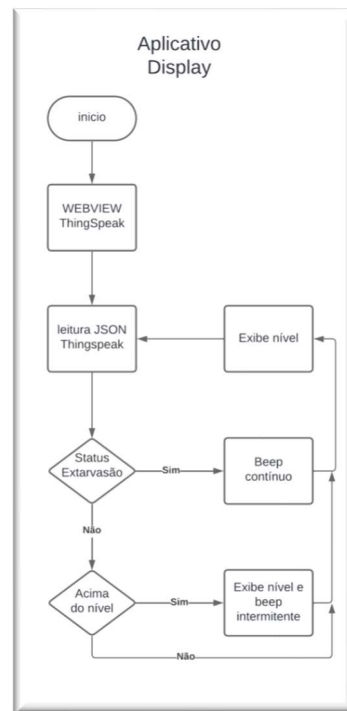 Aplicativo
Display
inicio
WEBVIEW
ThingSpeak
leitura JSON
Thingspeak
Exibe nível
Status
Extarvasão
Sim
Beep
contínuo
Não
Acima
do nível
Sim
Exibe nível e
beep
intermitente
Não